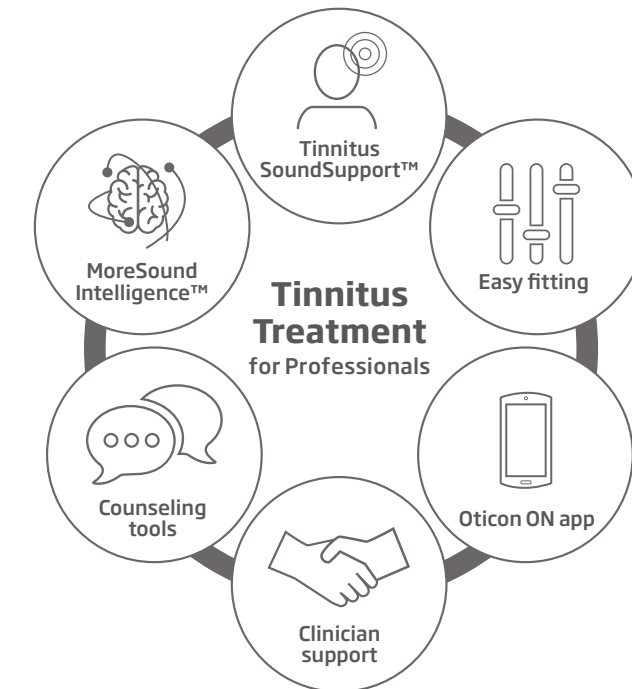 Tinnitus
SoundSupport™
Easy fitting
Oticon ON app
Clinician
support
Counseling
tools
MoreSound
Intelligence™
Tinnitus
Treatment
for Professionals